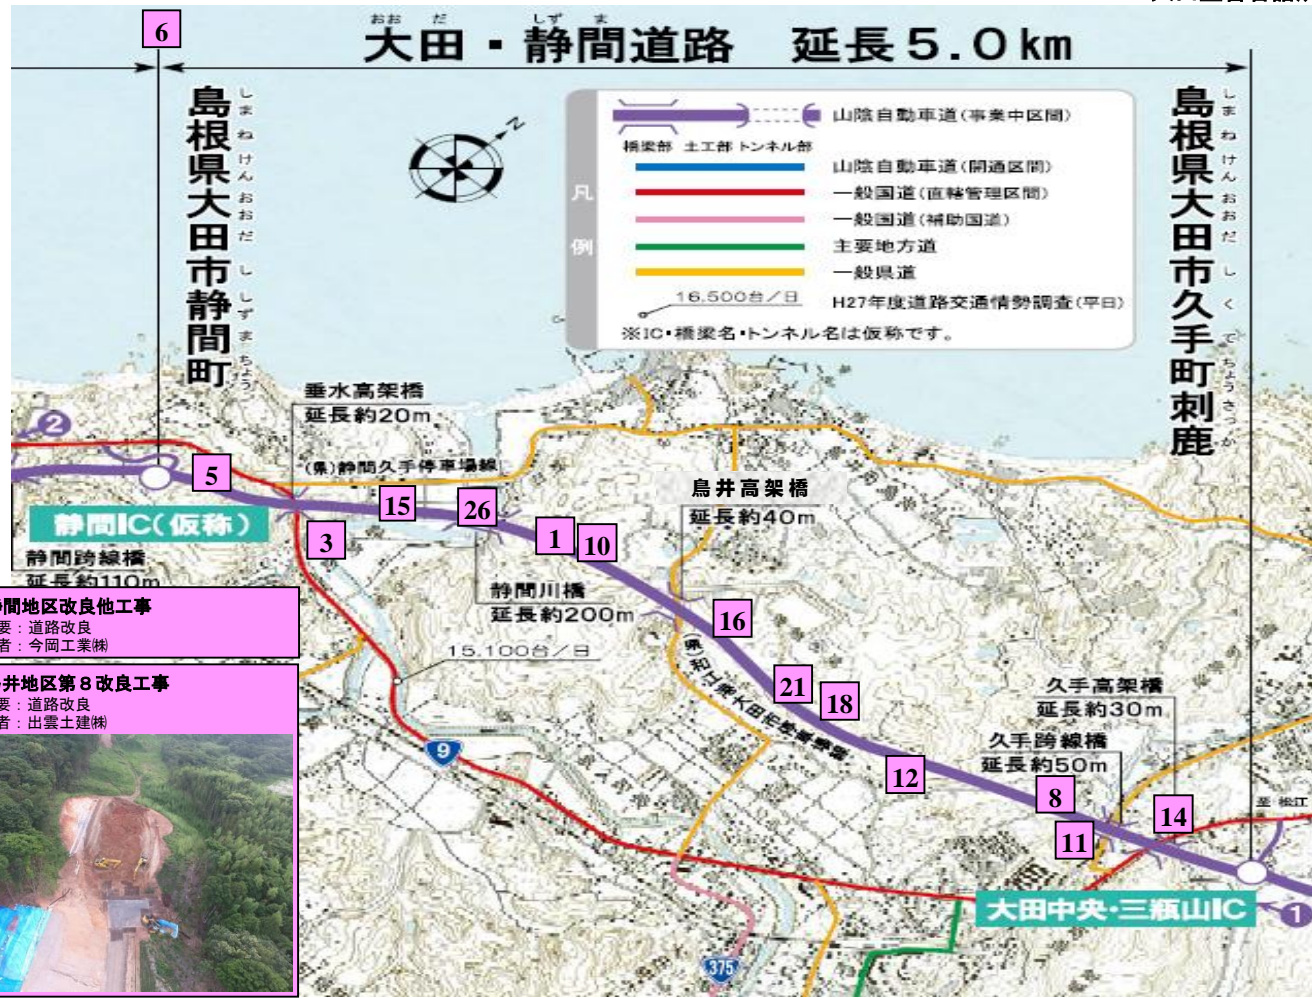 6
大田・静間道路　延長5.0km
おお だ
しず ま
島根県大田市静間町
しまねけんおおだし しずまちょう
島根県大田市久手町刺鹿
しまねけんおおだし くてちょうさつか
N
凡例
山陰自動車道(事業中区間)
橋梁部 土工部 トンネル部
山陰自動車道(開通区間)
一般国道(直轄管理区間)
一般国道(補助国道)
主要地方道
一般県道
16,500台/日
H27年度道路交通情勢調査(平日)
※IC・橋梁名・トンネル名は仮称です。
垂水高架橋
延長約20m
(県)静間久手停車場線
2
5
15
26
1
10
3
静間IC(仮称)
静間跨線橋
延長約110m
鳥井高架橋
延長約40m
静間川橋
延長約200m
16
15,100台/日
21
18
12
8
11
14
久手高架橋
延長約30m
久手跨線橋
延長約50m
至 松江
9
375
大田中央・三瓶山IC
1
間地区改良他工事
要：道路改良
者：今岡工業㈱
井地区第８改良工事
要：道路改良
者：出雲土建㈱